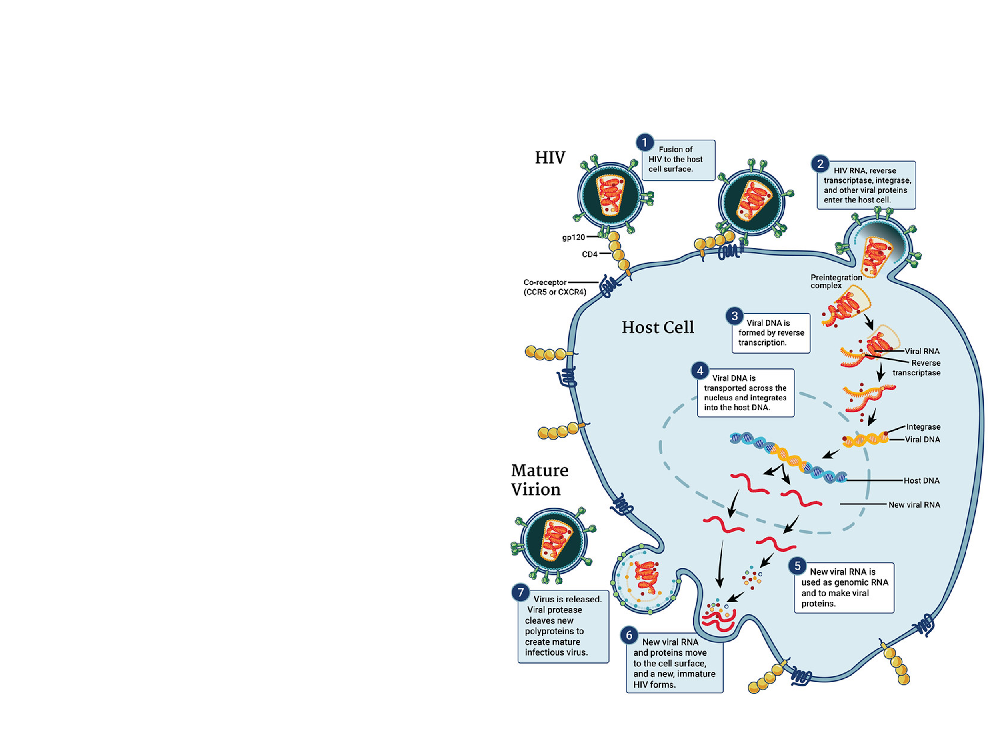 HIV
1
Fusion of
HIV to the host
cell surface.
2
HIV RNA, reverse
transcriptase, integrase,
and other viral proteins
enter the host cell.
gp120
CD4
Co-receptor
(CCR5 or CXCR4)
Preintegration
complex
Host Cell
3
Viral DNA is
formed by reverse
transcription.
Viral RNA
Reverse
transcriptase
4
Viral DNA is
transported across the
nucleus and integrates
into the host DNA.
Integrase
Viral DNA
Host DNA
New viral RNA
Mature
Virion
5
New viral RNA is
used as genomic RNA
and to make viral
proteins.
6
New viral RNA
and proteins move
to the cell surface,
and a new, immature
HIV forms.
7
Virus is released.
Viral protease
cleaves new
polyproteins to
create mature
infectious virus.